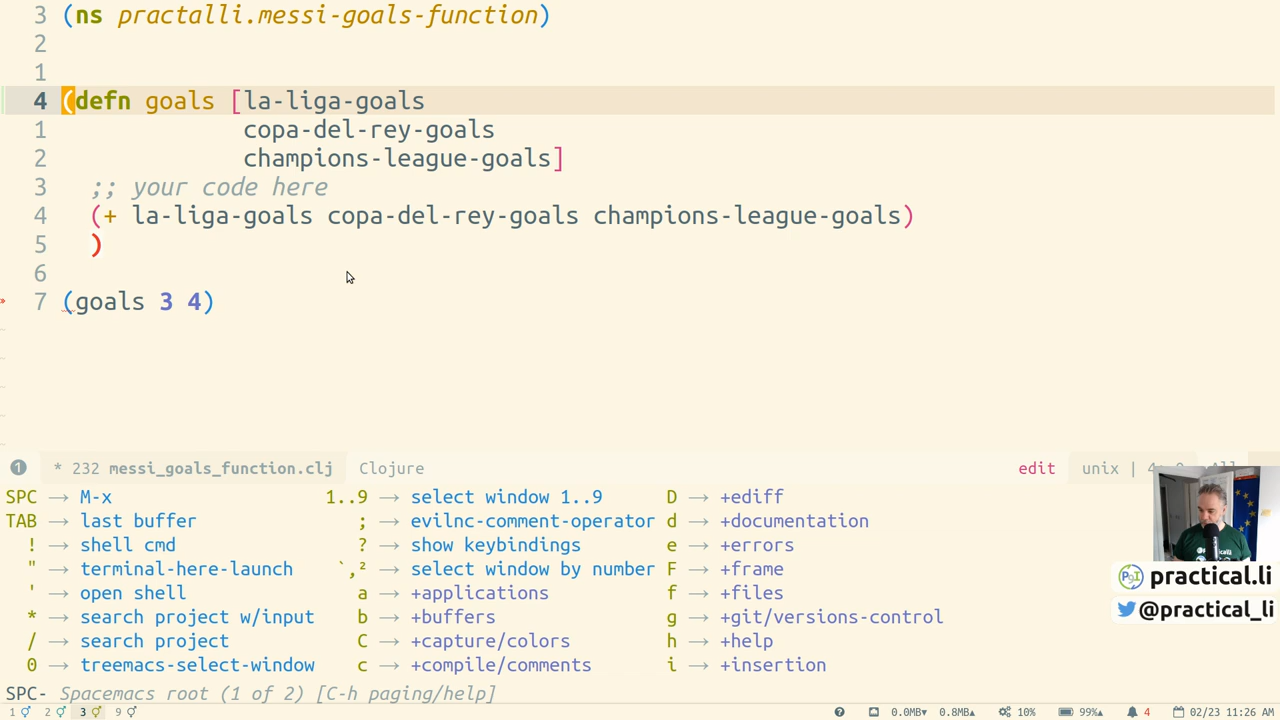 3 (ns practalli.messi-goals-function)
2
1
4 (defn goals [la-liga-goals
1 copa-del-rey-goals
2 champions-league-goals]
3 ;; your code here
4 (+ la-liga-goals copa-del-rey-goals champions-league-goals)
5 )
6
7 (goals 3 4)
1 * 232 messi_goals_function.clj Clojure edit unix |
SPC → M-x 1..9 → select window 1..9 D → +ediff
TAB → last buffer ; → evilnc-comment-operator d → +documentation
! → shell cmd ? → show keybindings e → +errors
" → terminal-here-launch `,² → select window by number F → +frame
' → open shell a → +applications f → +files
* → search project w/input b → +buffers g → +git/versions-control
/ → search project C → +capture/colors h → +help
0 → treemacs-select-window c → +compile/comments i → +insertion
practical.li
@practical_li
SPC- Spacemacs root (1 of 2) [C-h paging/help]
1 2 3 9 0.0MB▾ 0.8MB▴ 10% 99%▴ 4 02/23 11:26 AM